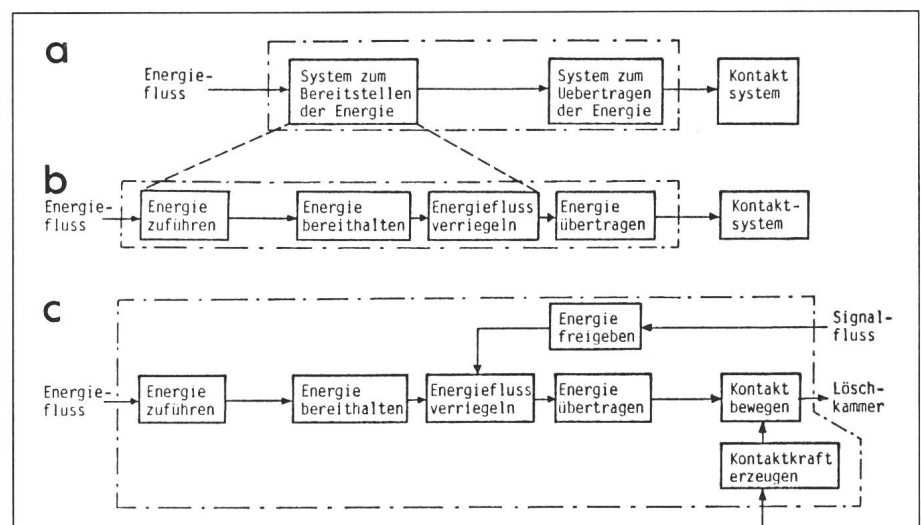 a
Energie-
fluss
System zum
Bereitstellen
der Energie
System zum
Uebertragen
der Energie
Kontakt
system
b
Energie-
fluss
Energie
zuführen
Energie
bereithalten
Energiefluss
verriegeln
Energie
übertragen
Kontakt-
system
c
Energie
freigeben
Signal-
fluss
Energie-
fluss
Energie
zuführen
Energie
bereithalten
Energiefluss
verriegeln
Energie
übertragen
Kontakt
bewegen
Lösch-
kammer
Kontaktkraft
erzeugen